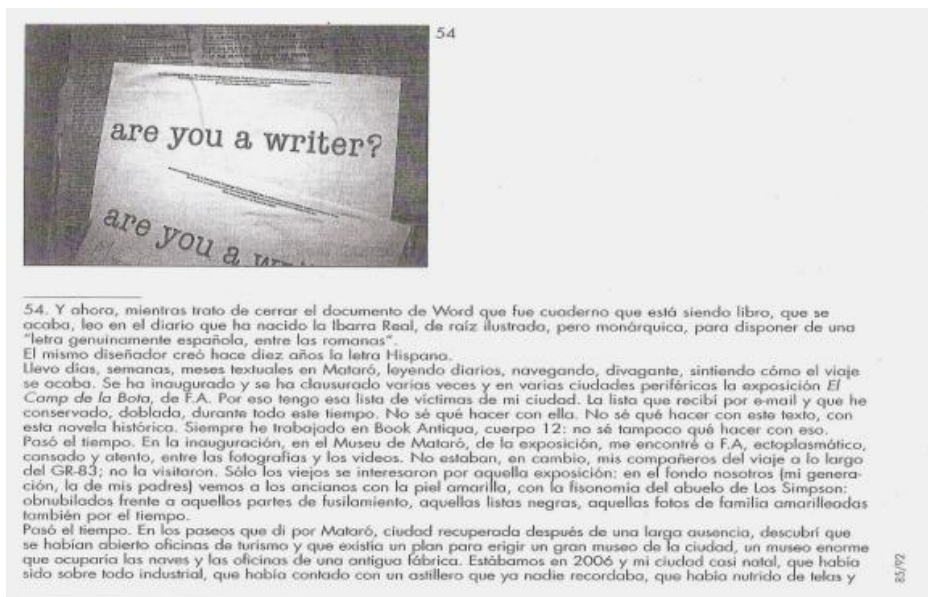 54
are you a writer?
are you a
54. Y ahora, mientras trato de cerrar el documento de Word que fue cuaderno que está siendo libro, que se
acaba, leo en el diario que ha nacido la Ibarra Real, de raíz ilustrada, pero monárquica, para disponer de una
"letra genuinamente española, entre las romanas".
El mismo diseñador creó hace diez años la letra Hispana.
Llevo días, semanas, meses textuales en Mataró, leyendo diarios, navegando, divagante, sintiendo cómo el viaje
se acaba. Se ha inaugurado y se ha clausurado varias veces y en varias ciudades periféricas la exposición El
Camp de la Bota, de F.A. Por eso tengo esa lista de víctimas de mi ciudad. La lista que recibí por e-mail y que he
conservado, doblada, durante todo este tiempo. No sé qué hacer con ella. No sé qué hacer con este texto, con
esta novela histórica. Siempre he trabajado en Book Antiqua, cuerpo 12: no sé tampoco qué hacer con eso.
Pasó el tiempo. En la inauguración, en el Museu de Mataró, de la exposición, me encontré a F.A, ectoplasmático,
cansado y atento, entre las fotografías y los videos. No estaban, en cambio, mis compañeros del viaje a lo largo
del GR-83; no la visitaron. Sólo los viejos se interesaron por aquella exposición: en el fondo nosotros (mi genera-
ción, la de mis padres) vemos a los ancianos con la piel amarilla, con la fisonomía del abuelo de Los Simpson:
obnubilados frente a aquellos partes de fusilamiento, aquellas listas negras, aquellas fotos de familia amarilleadas
también por el tiempo.
Pasó el tiempo. En los paseos que di por Mataró, ciudad recuperada después de una larga ausencia, descubrí que
se habían abierto oficinas de turismo y que existía un plan para erigir un gran museo de la ciudad, un museo enorme
que ocuparía las naves y las oficinas de una antigua fábrica. Estábamos en 2006 y mi ciudad casi natal, que había
sido sobre todo industrial, que había contado con un astillero que ya nadie recordaba, que había nutrido de telas y
85/92